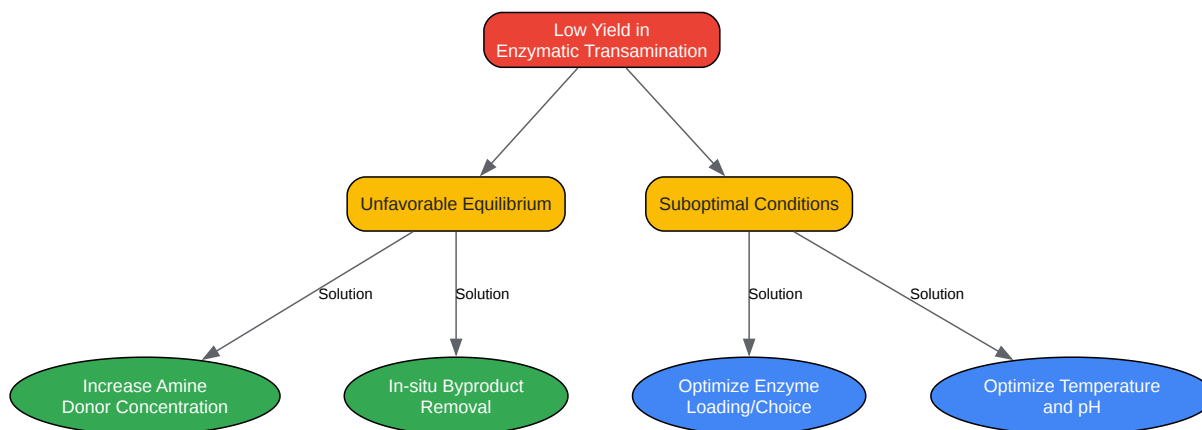 Low Yield in
Enzymatic Transamination
Unfavorable Equilibrium
Suboptimal Conditions
Solution
Solution
Solution
Solution
Increase Amine
Donor Concentration
In-situ Byproduct
Removal
Optimize Enzyme
Loading/Choice
Optimize Temperature
and pH